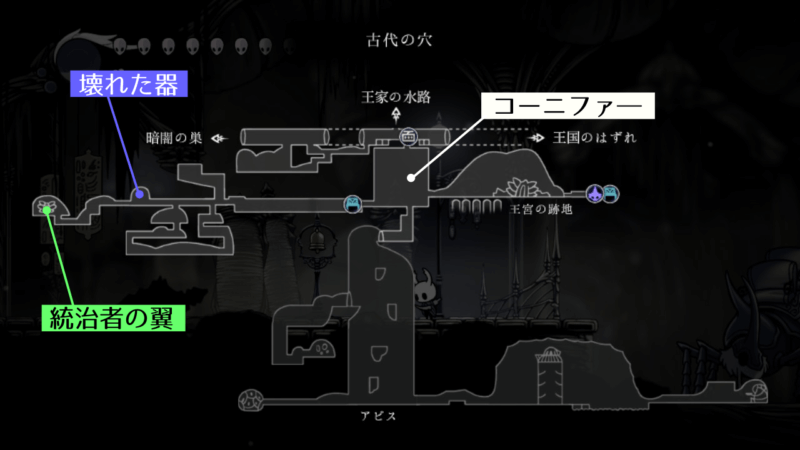 古代の穴
壊れた器
王家の水路
コーニファー
暗闇の巣
王国のはずれ
王宮の跡地
統治者の翼
アビス